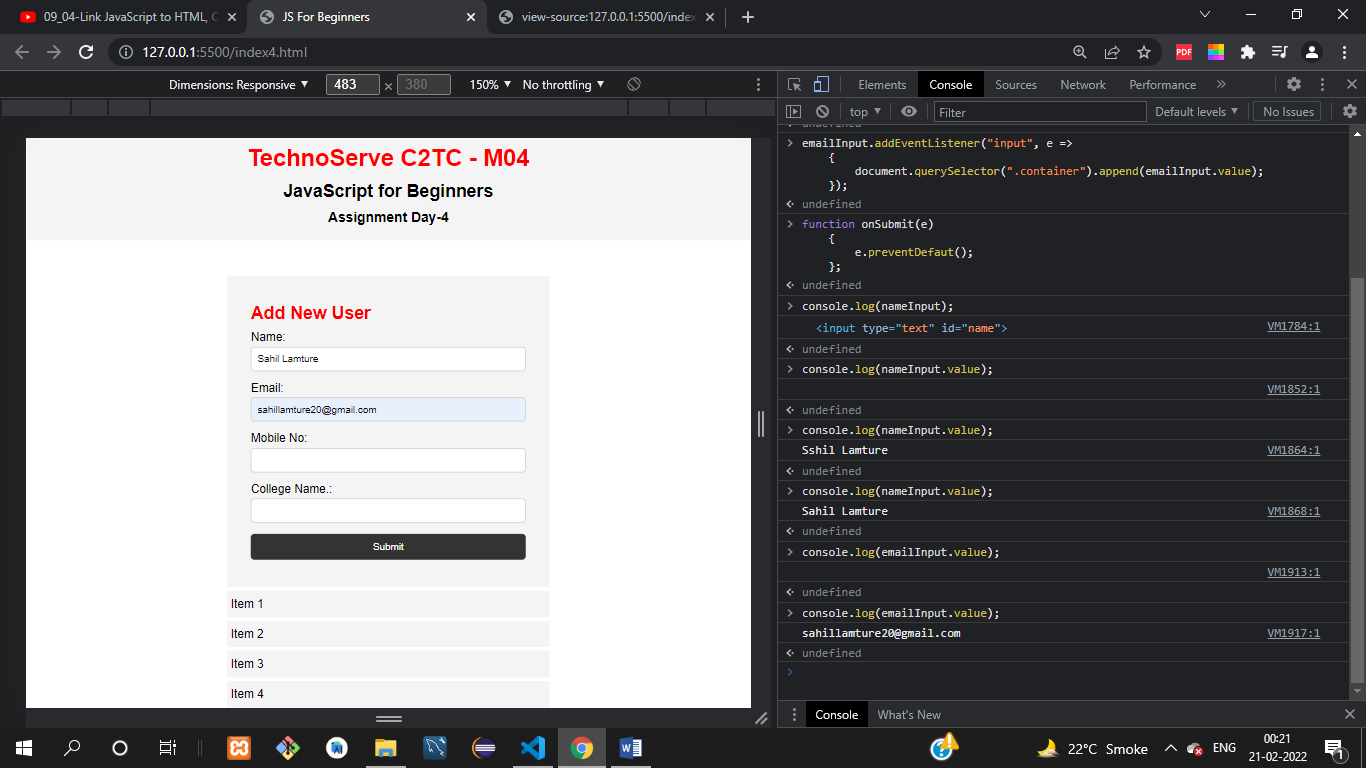 09_04-Link JavaScript to HTML, C
JS For Beginners
view-source:127.0.0.1:5500/index
127.0.0.1:5500/index4.html
PDF
Dimensions: Responsive
483 × 380
150%
No throttling
TechnoServe C2TC - M04
JavaScript for Beginners
Assignment Day-4
Add New User
Name:
Sahil Lamture
Email:
sahillamture20@gmail.com
Mobile No:
College Name.:
Submit
Item 1
Item 2
Item 3
Item 4
Elements Console Sources Network Performance
top
Filter
Default levels
No Issues
undefined
emailInput.addEventListener("input", e =>
{
document.querySelector(".container").append(emailInput.value);
});
undefined
function onSubmit(e)
{
e.preventDefaut();
};
undefined
console.log(nameInput);
<input type="text" id="name"> VM1784:1
undefined
console.log(nameInput.value);
VM1852:1
undefined
console.log(nameInput.value);
Sshil Lamture VM1864:1
undefined
console.log(nameInput.value);
Sahil Lamture VM1868:1
undefined
console.log(emailInput.value);
VM1913:1
undefined
console.log(emailInput.value);
sahillamture20@gmail.com VM1917:1
undefined
Console What's New
22°C Smoke
ENG
00:21
21-02-2022
1